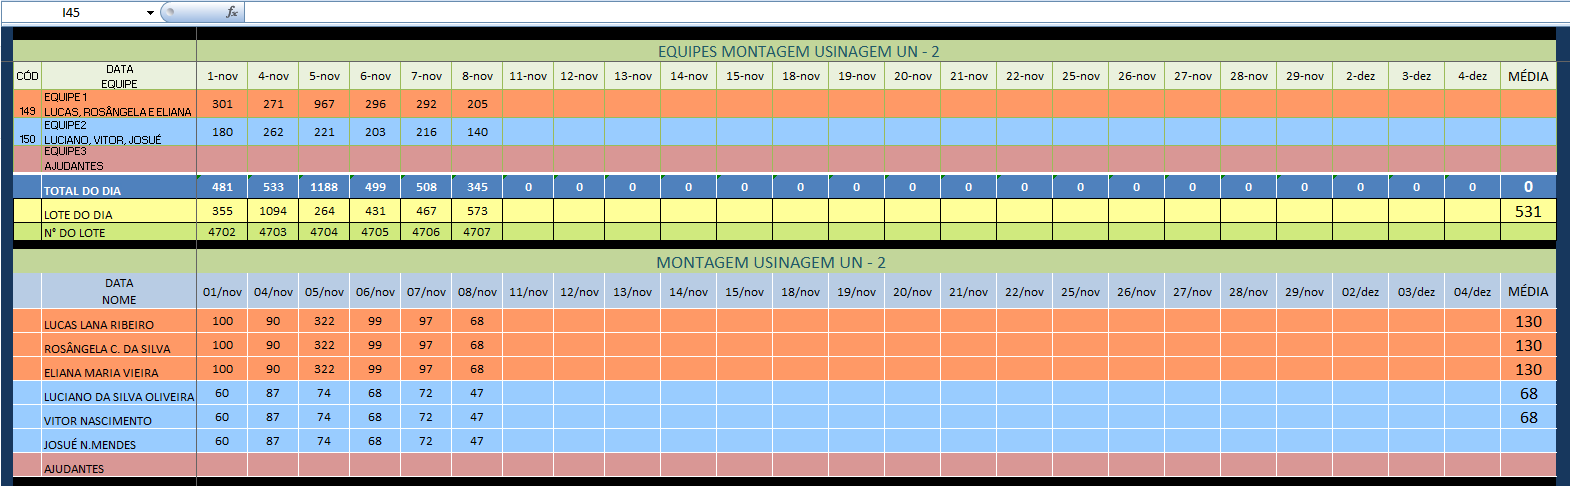 I45 fx
EQUIPES MONTAGEM USINAGEM UN - 2
CÓD DATA EQUIPE 1-nov 4-nov 5-nov 6-nov 7-nov 8-nov 11-nov 12-nov 13-nov 14-nov 15-nov 18-nov 19-nov 20-nov 21-nov 22-nov 25-nov 26-nov 27-nov 28-nov 29-nov 2-dez 3-dez 4-dez MÉDIA
149 EQUIPE 1 LUCAS, ROSÂNGELA E ELIANA 301 271 967 296 292 205
150 EQUIPE2 LUCIANO, VITOR, JOSUÉ 180 262 221 203 216 140
EQUIPE3 AJUDANTES
TOTAL DO DIA 481 533 1188 499 508 345 0 0 0 0 0 0 0 0 0 0 0 0 0 0 0 0 0 0 0
LOTE DO DIA 355 1094 264 431 467 573 531
N° DO LOTE 4702 4703 4704 4705 4706 4707
MONTAGEM USINAGEM UN - 2
DATA NOME 01/nov 04/nov 05/nov 06/nov 07/nov 08/nov 11/nov 12/nov 13/nov 14/nov 15/nov 18/nov 19/nov 20/nov 21/nov 22/nov 25/nov 26/nov 27/nov 28/nov 29/nov 02/dez 03/dez 04/dez MÉDIA
LUCAS LANA RIBEIRO 100 90 322 99 97 68 130
ROSÂNGELA C. DA SILVA 100 90 322 99 97 68 130
ELIANA MARIA VIEIRA 100 90 322 99 97 68 130
LUCIANO DA SILVA OLIVEIRA 60 87 74 68 72 47 68
VITOR NASCIMENTO 60 87 74 68 72 47 68
JOSUÉ N.MENDES 60 87 74 68 72 47
AJUDANTES